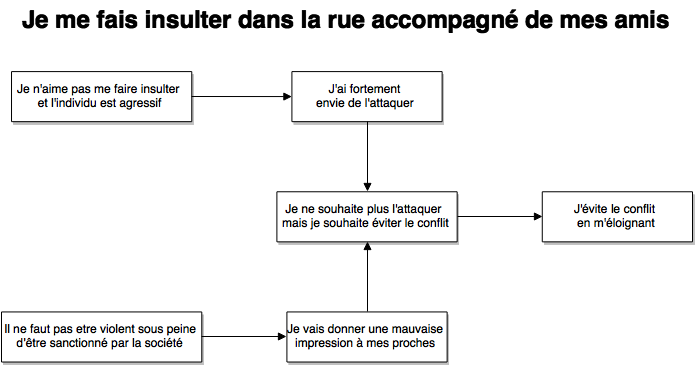 Je me fais insulter dans la rue accompagné de mes amis
Je n'aime pas me faire insulter
et l'individu est agressif
J'ai fortement
envie de l'attaquer
Je ne souhaite plus l'attaquer
mais je souhaite éviter le conflit
J'évite le conflit
en m'éloignant
Il ne faut pas etre violent sous peine
d'être sanctionné par la société
Je vais donner une mauvaise
impression à mes proches